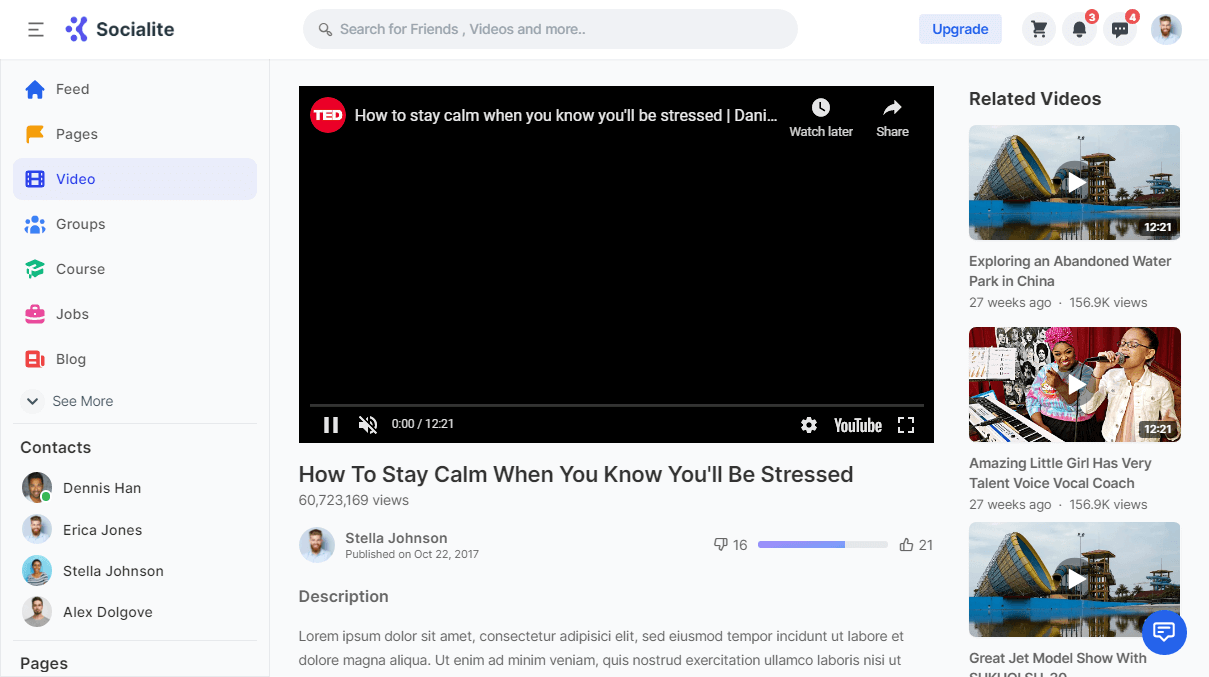 Socialite
Search for Friends , Videos and more..
Upgrade
3
4
Feed
Pages
Video
Groups
Course
Jobs
Blog
See More
Contacts
Dennis Han
Erica Jones
Stella Johnson
Alex Dolgove
Pages
TED
How to stay calm when you know you'll be stressed | Dani...
Watch later
Share
0:00 / 12:21
YouTube
How To Stay Calm When You Know You'll Be Stressed
60,723,169 views
Stella Johnson
Published on Oct 22, 2017
16
21
Description
Lorem ipsum dolor sit amet, consectetur adipisici elit, sed eiusmod tempor incidunt ut labore et
dolore magna aliqua. Ut enim ad minim veniam, quis nostrud exercitation ullamco laboris nisi ut
Related Videos
12:21
Exploring an Abandoned Water
Park in China
27 weeks ago · 156.9K views
12:21
Amazing Little Girl Has Very
Talent Voice Vocal Coach
27 weeks ago · 156.9K views
Great Jet Model Show With